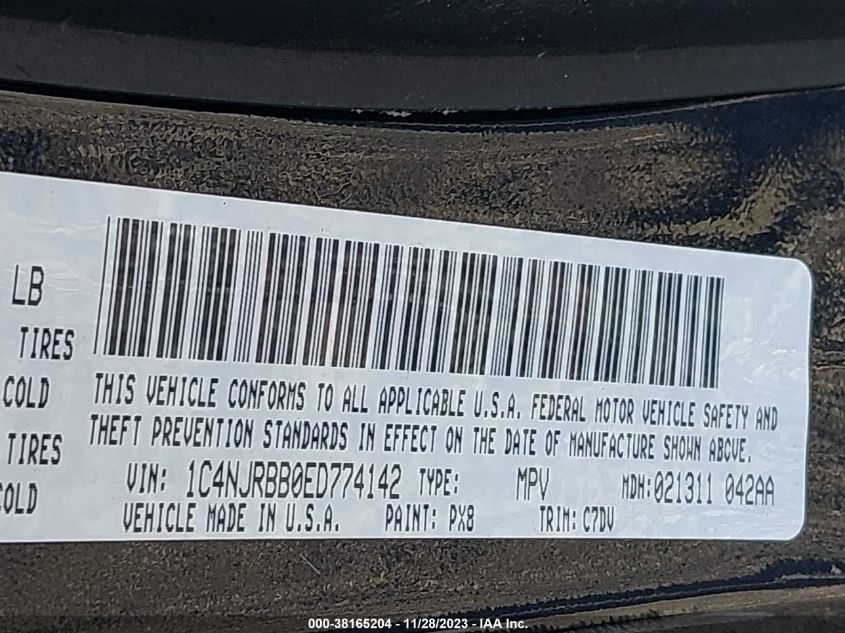 LB
TIRES
COLD
TIRES
COLD
THIS VEHICLE CONFORMS TO ALL APPLICABLE U.S.A. FEDERAL MOTOR VEHICLE SAFETY AND
THEFT PREVENTION STANDARDS IN EFFECT ON THE DATE OF MANUFACTURE SHOWN ABOVE.
VIN: 1C4NJRBB0ED774142 TYPE: MPV MDH:021311 042AA
VEHICLE MADE IN U.S.A. PAINT: PX8 TRIM: C7DV
000-38165204 - 11/28/2023 - IAA Inc.